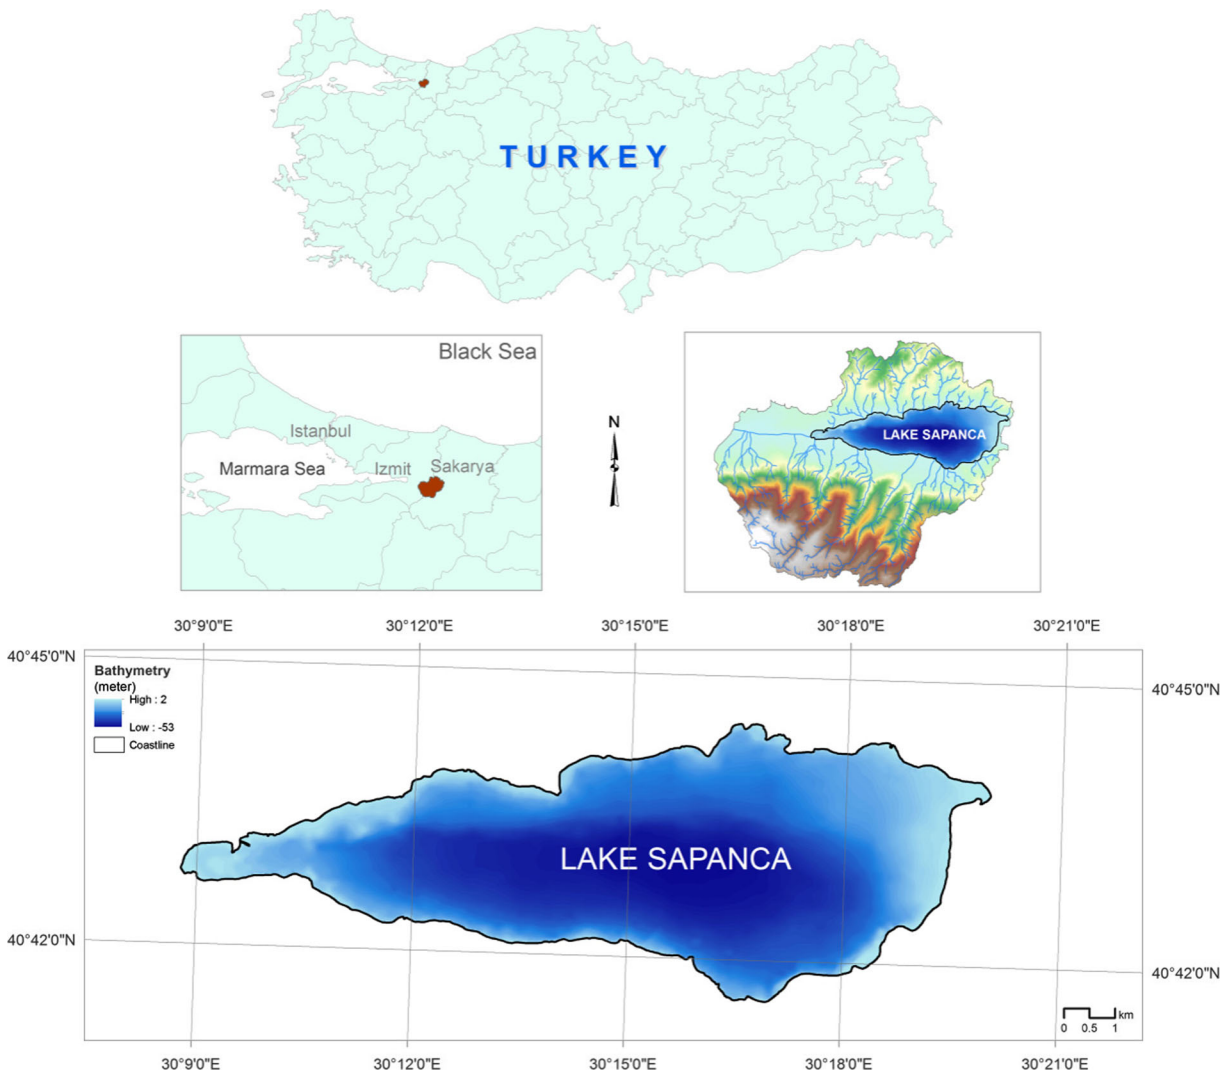 TURKEY
Black Sea
Istanbul
Marmara Sea
Izmit
Sakarya
N
LAKE SAPANCA
30°9'0"E 30°12'0"E 30°15'0"E 30°18'0"E 30°21'0"E
40°45'0"N
40°45'0"N
Bathymetry
(meter)
High : 2
Low : -53
Coastline
LAKE SAPANCA
40°42'0"N
40°42'0"N
km
0 0.5 1
30°9'0"E 30°12'0"E 30°15'0"E 30°18'0"E 30°21'0"E